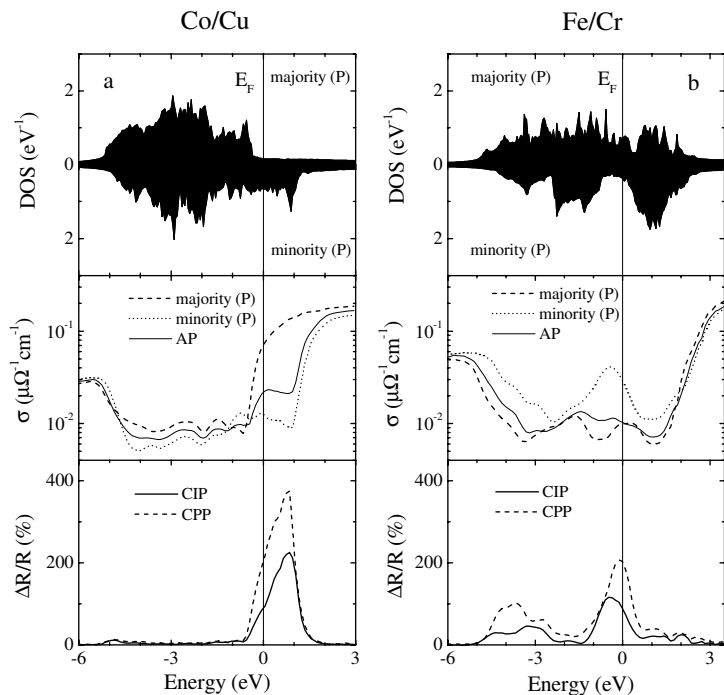 Co/Cu
Fe/Cr
a
E_F
majority (P)
2
0
2
DOS (eV⁻¹)
minority (P)
majority (P)
E_F
b
2
0
2
DOS (eV⁻¹)
minority (P)
majority (P)
minority (P)
AP
10⁻¹
10⁻²
σ (μΩ⁻¹cm⁻¹)
majority (P)
minority (P)
AP
10⁻¹
10⁻²
σ (μΩ⁻¹cm⁻¹)
400
200
0
ΔR/R (%)
CIP
CPP
-6 -3 0 3
Energy (eV)
400
200
0
ΔR/R (%)
CIP
CPP
-6 -3 0 3
Energy (eV)